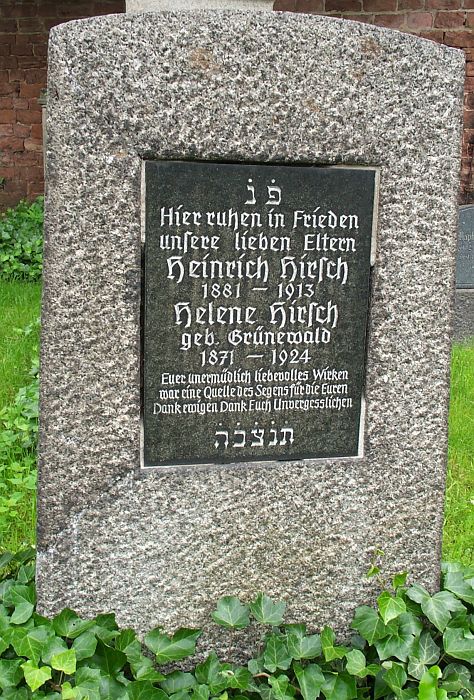 פ֗ נ֗
Hier ruhen in Frieden
unſere lieben Eltern
Heinrich Hirſch
1881 – 1913
Helene Hirſch
geb. Grünewald
1871 – 1924
Euer unermüdlich liebevolles Wirken
war eine Quelle des Segens für die Euren
Dank ewigen Dank Euch Unvergesslichen
ת֗נ֗צ֗ב֗ה֗